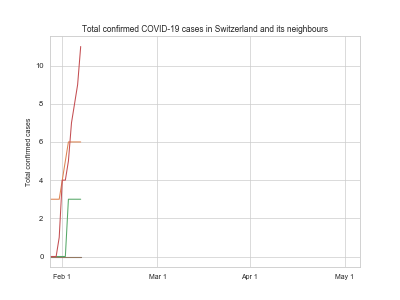 Total confirmed COVID-19 cases in Switzerland and its neighbours
Total confirmed cases
10
8
6
4
2
0
Feb 1 Mar 1 Apr 1 May 1